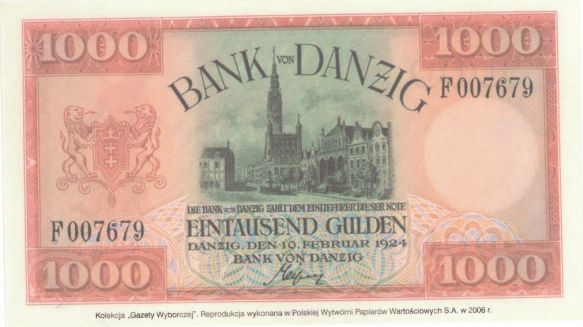 1000 1000
BANK VON DANZIG
F007679
DIE BANK VON DANZIG ZAHLT DEM EINLIEFERER DIESER NOTE
F007679
EINTAUSEND GULDEN
DANZIG, DEN 10. FEBRUAR 1924
BANK VON DANZIG
1000 1000
Kolekcja „Gazety Wyborczej". Reprodukcja wykonana w Polskiej Wytwórni Papierów Wartościowych S.A. w 2006 r.